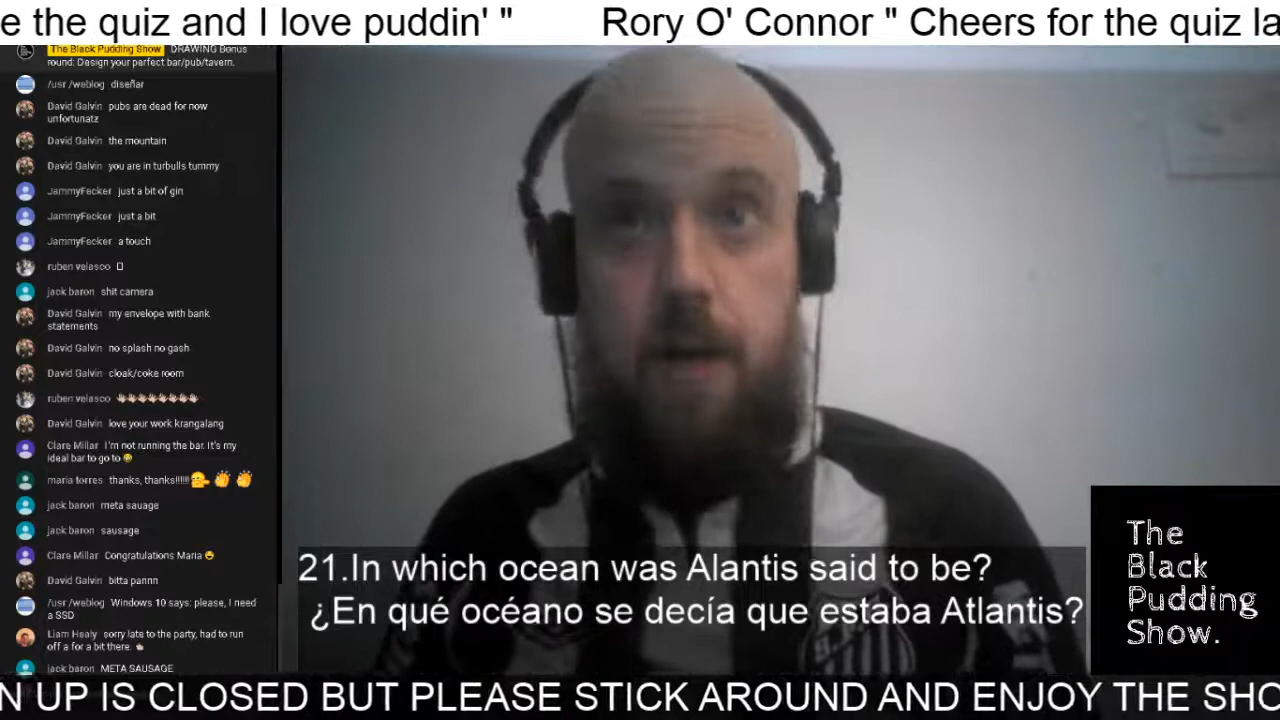 e the quiz and I love puddin' " Rory O' Connor " Cheers for the quiz la
The Black Pudding Show DRAWING Bonus
round: Design your perfect bar/pub/tavern.
/usr /weblog diseñar
David Galvin pubs are dead for now
unfortunatz
David Galvin the mountain
David Galvin you are in turbulls tummy
JammyFecker just a bit of gin
JammyFecker just a bit
JammyFecker a touch
ruben velasco
jack baron shit camera
David Galvin my envelope with bank
statements
David Galvin no splash no gash
David Galvin cloak/coke room
ruben velasco 👋🏻👋🏻👋🏻👋🏻👋🏻👋🏻👋🏻👋🏻
David Galvin love your work krangalang
Clare Millar I'm not running the bar. It's my
ideal bar to go to
maria torres thanks, thanks!!!!!!
jack baron meta sauage
jack baron sausage
Clare Millar Congratulations Maria
David Galvin bitta pannn
/usr /weblog Windows 10 says: please, I need
a SSD
Liam Healy sorry late to the party, had to run
off a for a bit there.
jack baron META SAUSAGE
21.In which ocean was Alantis said to be?
¿En qué océano se decía que estaba Atlantis?
The
Black
Pudding
Show.
N UP IS CLOSED BUT PLEASE STICK AROUND AND ENJOY THE SHO